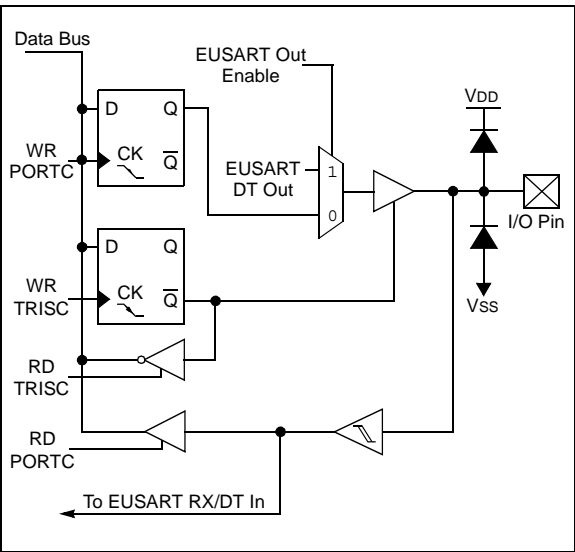 Data Bus
EUSART Out
Enable
VDD
D Q
WR
PORTC
CK
Q
EUSART
DT Out
1
0
I/O Pin
VSS
D Q
WR
TRISC
CK
Q
RD
TRISC
RD
PORTC
To EUSART RX/DT In